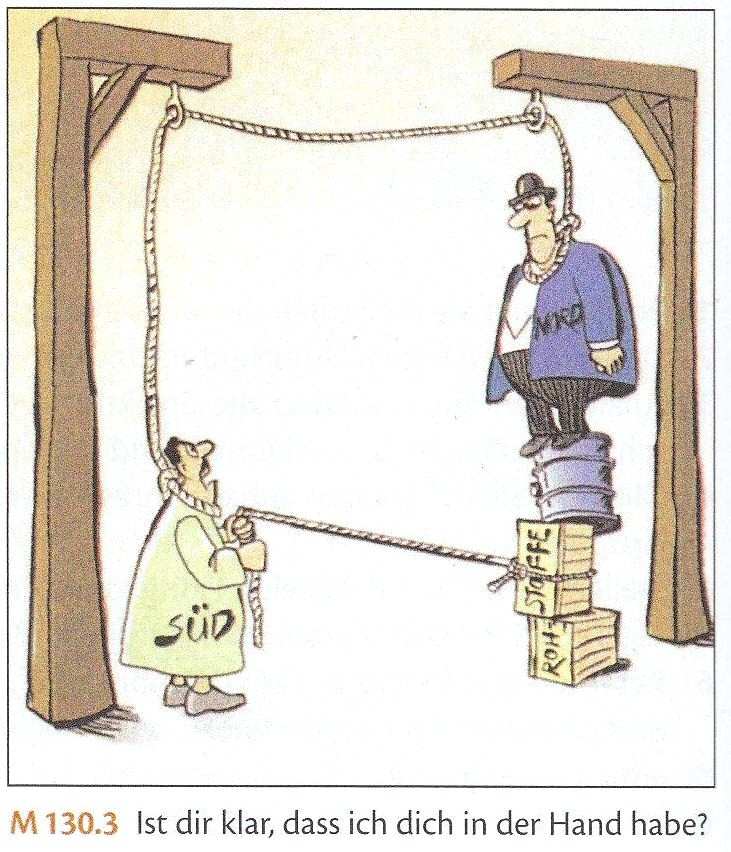 NORD
STOFFE
ROH-
SÜD
M 130.3 Ist dir klar, dass ich dich in der Hand habe?